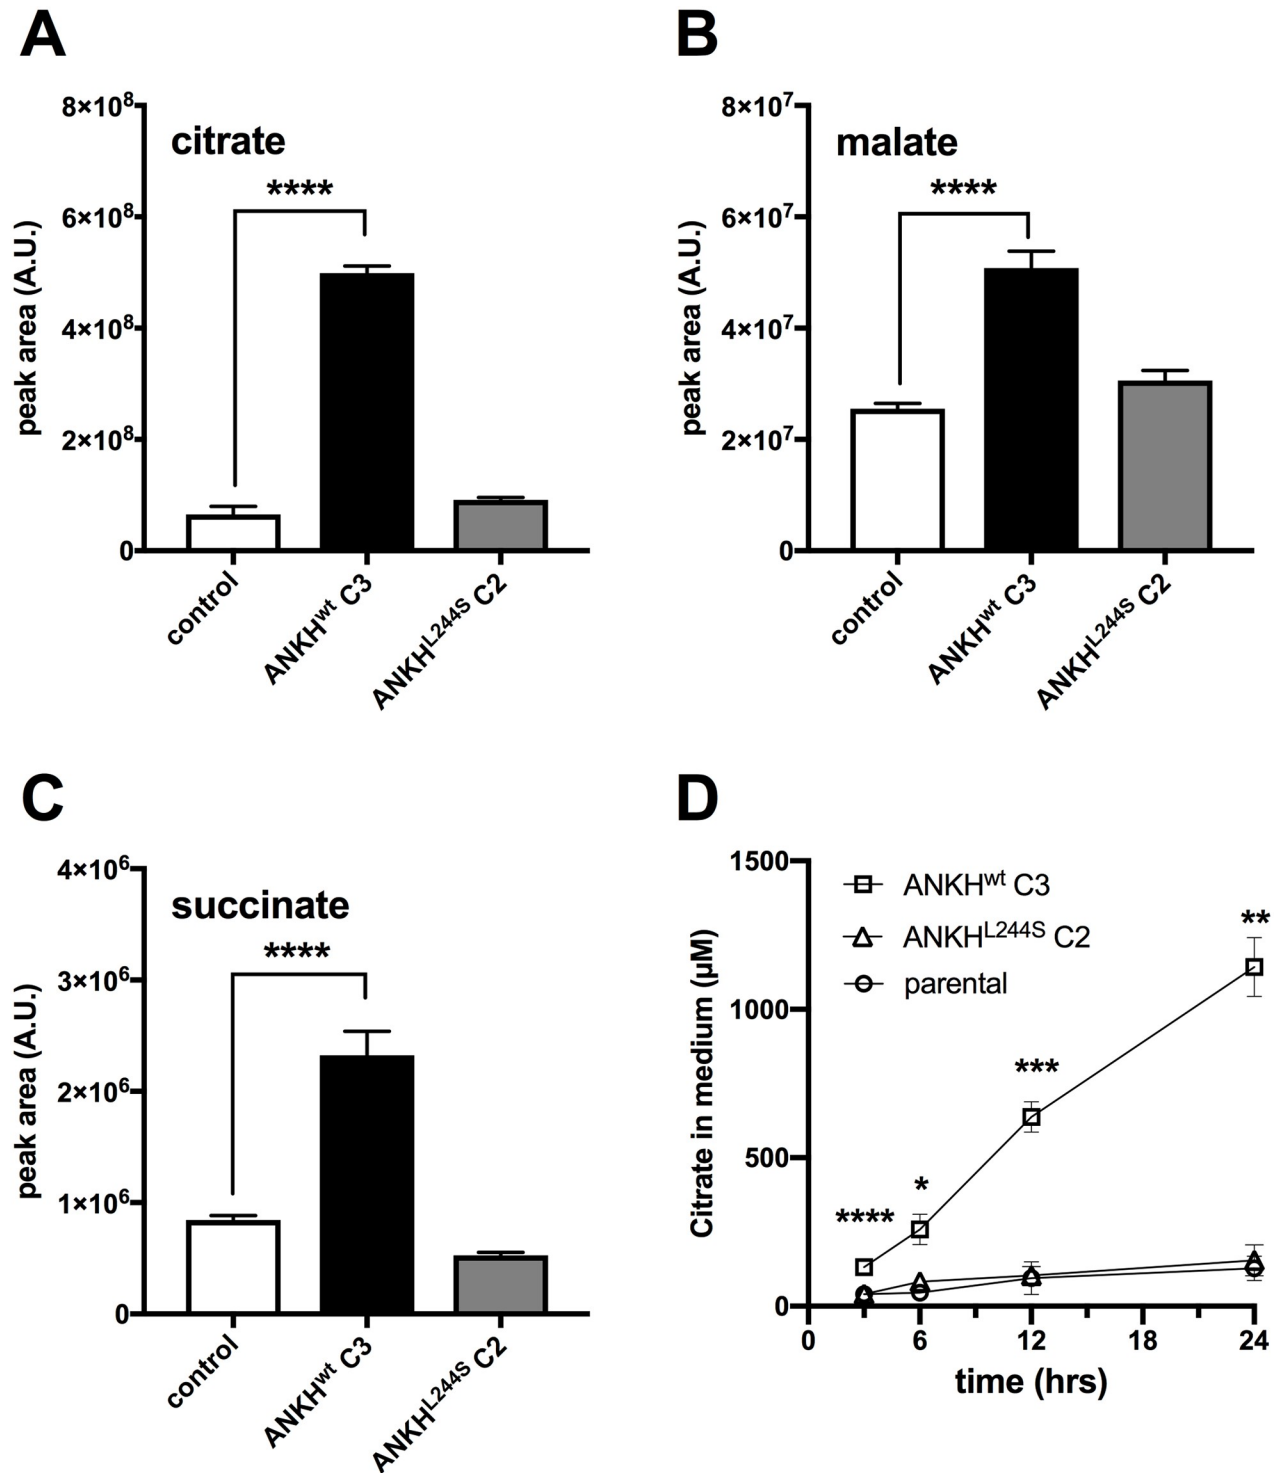 A
8×10⁸
6×10⁸
4×10⁸
2×10⁸
0
peak area (A.U.)
citrate
****
control
ANKHʷᵗ C3
ANKHᴸ²⁴⁴ˢ C2
B
8×10⁷
6×10⁷
4×10⁷
2×10⁷
0
peak area (A.U.)
malate
****
control
ANKHʷᵗ C3
ANKHᴸ²⁴⁴ˢ C2
C
4×10⁶
3×10⁶
2×10⁶
1×10⁶
0
peak area (A.U.)
succinate
****
control
ANKHʷᵗ C3
ANKHᴸ²⁴⁴ˢ C2
D
1500
1000
500
0
Citrate in medium (µM)
ANKHʷᵗ C3
ANKHᴸ²⁴⁴ˢ C2
parental
****
*
***
**
0 6 12 18 24
time (hrs)